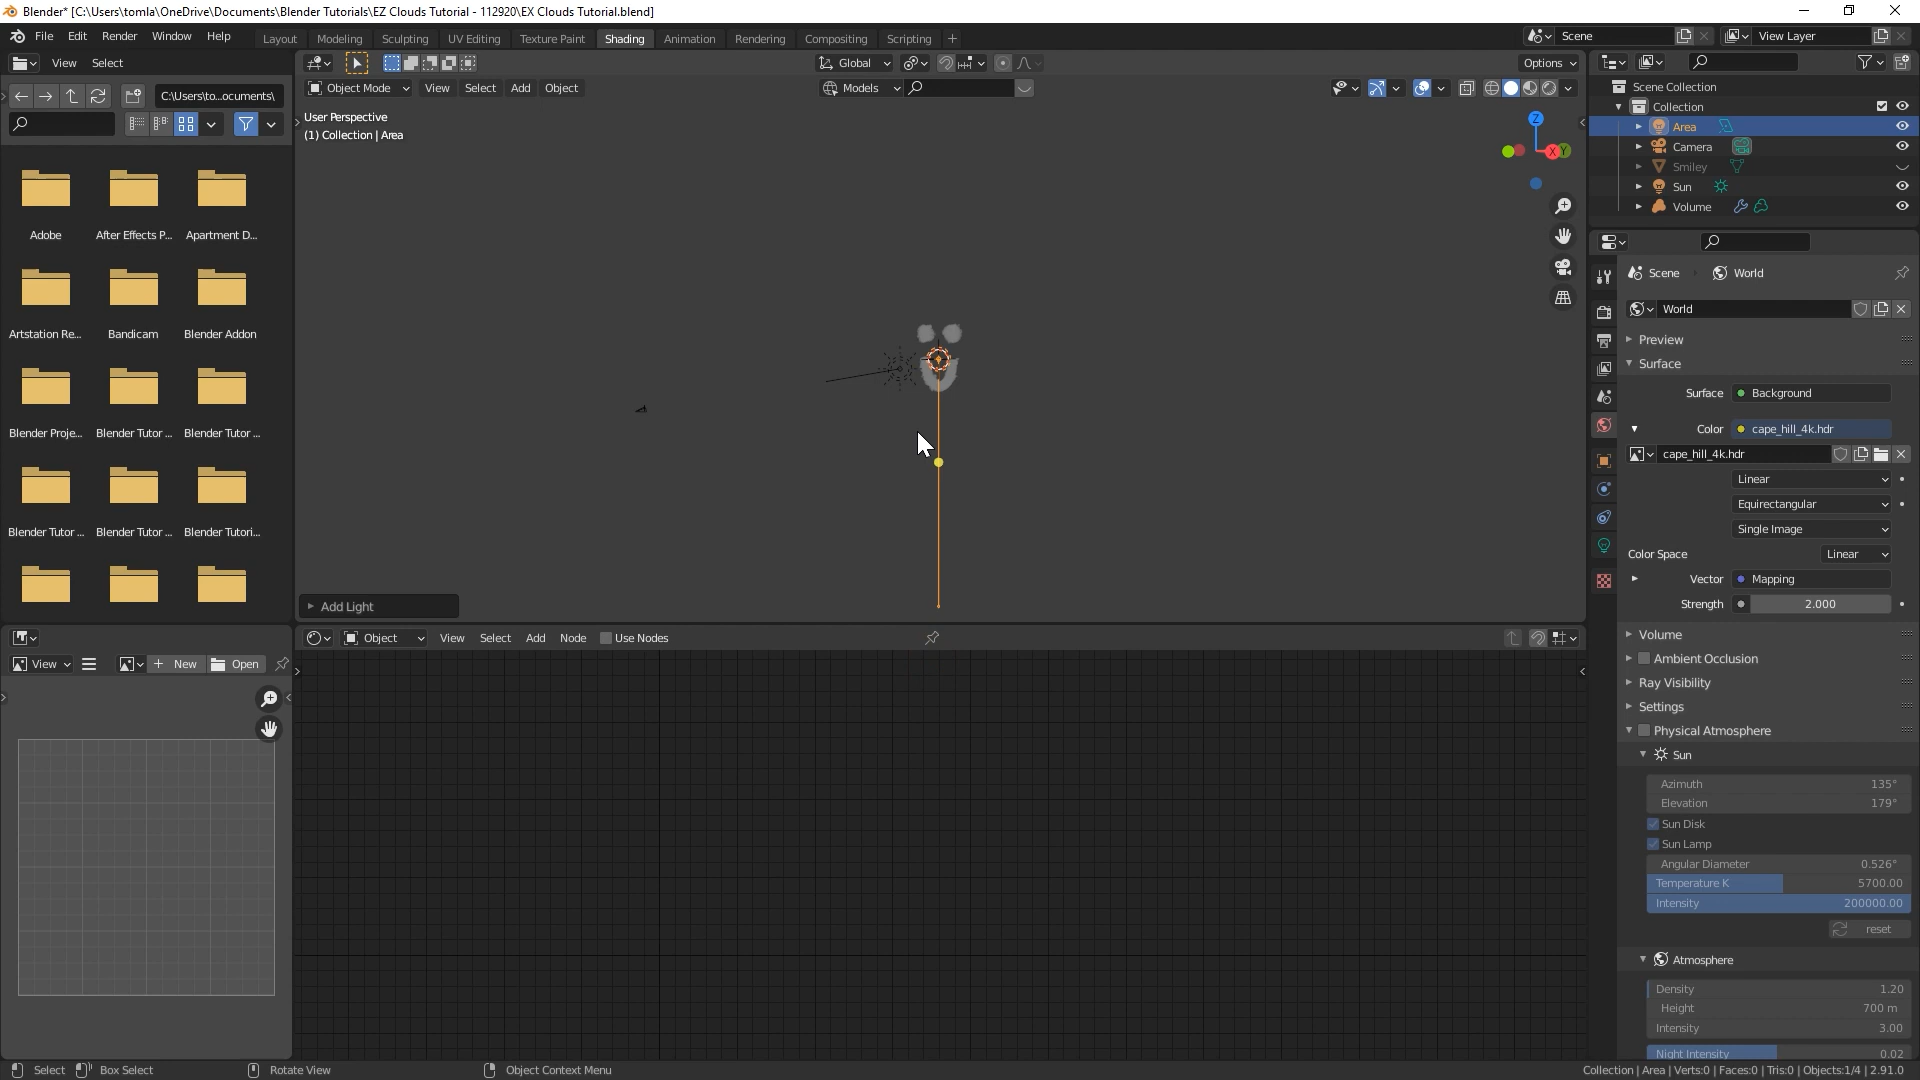 Blender* [C:\Users\tomla\OneDrive\Documents\Blender Tutorials\EZ Clouds Tutorial - 112920\EX Clouds Tutorial.blend]
File Edit Render Window Help
Layout Modeling Sculpting UV Editing Texture Paint Shading Animation Rendering Compositing Scripting
Scene View Layer
View Select
Global
Options
C:\Users\to...ocuments\
Object Mode View Select Add Object
Models
User Perspective
(1) Collection | Area
Z
X
Y
Scene Collection
Collection
Area
Camera
Smiley
Sun
Volume
Adobe After Effects P... Apartment D...
Artstation Re... Bandicam Blender Addon
Blender Proje... Blender Tutor ... Blender Tutor ...
Blender Tutor ... Blender Tutor ... Blender Tutori...
Add Light
Scene World
World
Preview
Surface
Surface Background
Color cape_hill_4k.hdr
cape_hill_4k.hdr
Linear
Equirectangular
Single Image
Color Space Linear
Vector Mapping
Strength 2.000
Volume
Ambient Occlusion
Ray Visibility
Settings
Physical Atmosphere
Sun
Azimuth 135°
Elevation 179°
Sun Disk
Sun Lamp
Angular Diameter 0.526°
Temperature K 5700.00
Intensity 200000.00
reset
Atmosphere
Density 1.20
Height 700 m
Intensity 3.00
Night Intensity 0.02
Object View Select Add Node Use Nodes
View New Open
Select Box Select Rotate View Object Context Menu
Collection | Area | Verts:0 | Faces:0 | Tris:0 | Objects:1/4 | 2.91.0